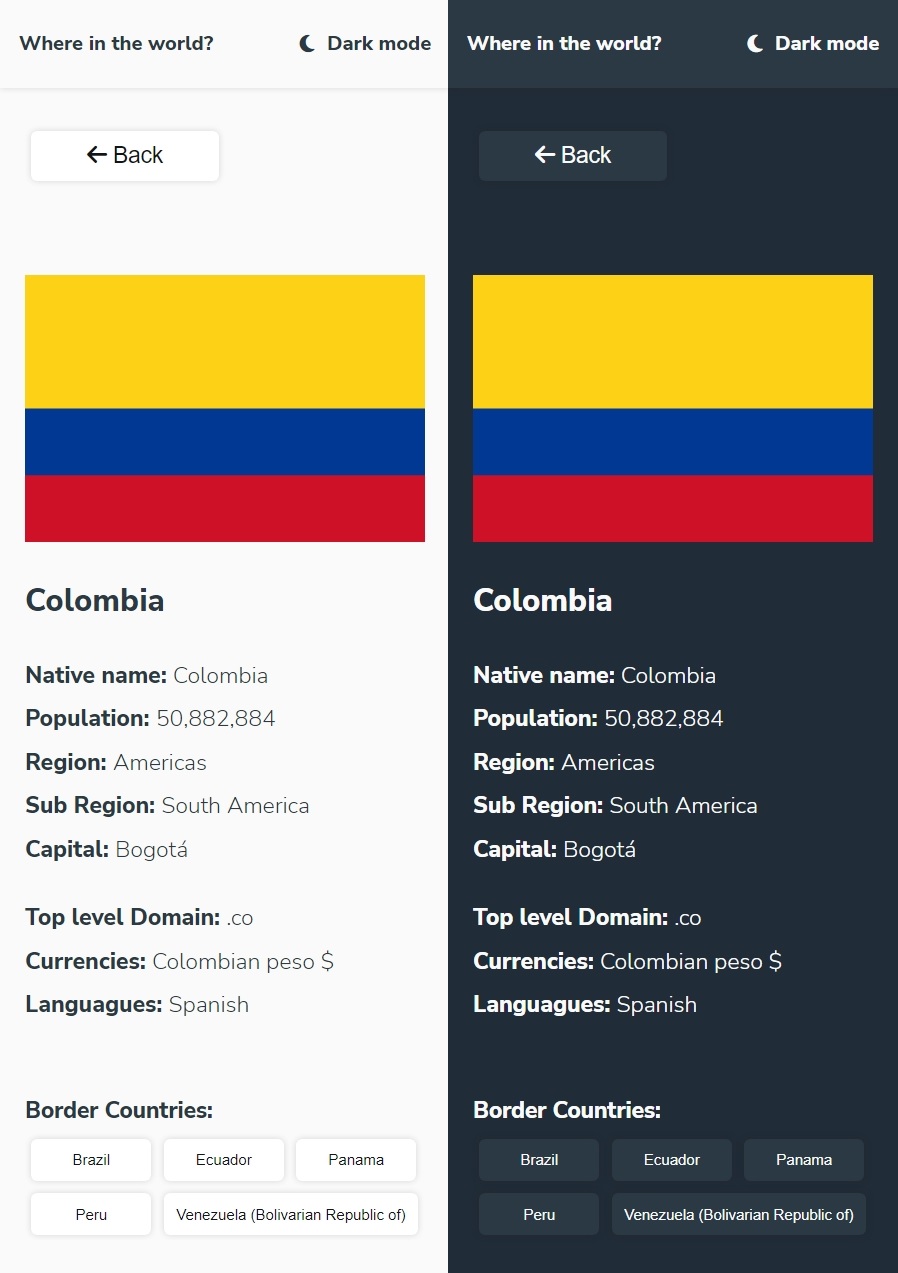 Where in the world? Dark mode
Back
Colombia
Native name: Colombia
Population: 50,882,884
Region: Americas
Sub Region: South America
Capital: Bogotá
Top level Domain: .co
Currencies: Colombian peso $
Languagues: Spanish
Border Countries:
Brazil Ecuador Panama
Peru Venezuela (Bolivarian Republic of)
Where in the world? Dark mode
Back
Colombia
Native name: Colombia
Population: 50,882,884
Region: Americas
Sub Region: South America
Capital: Bogotá
Top level Domain: .co
Currencies: Colombian peso $
Languagues: Spanish
Border Countries:
Brazil Ecuador Panama
Peru Venezuela (Bolivarian Republic of)